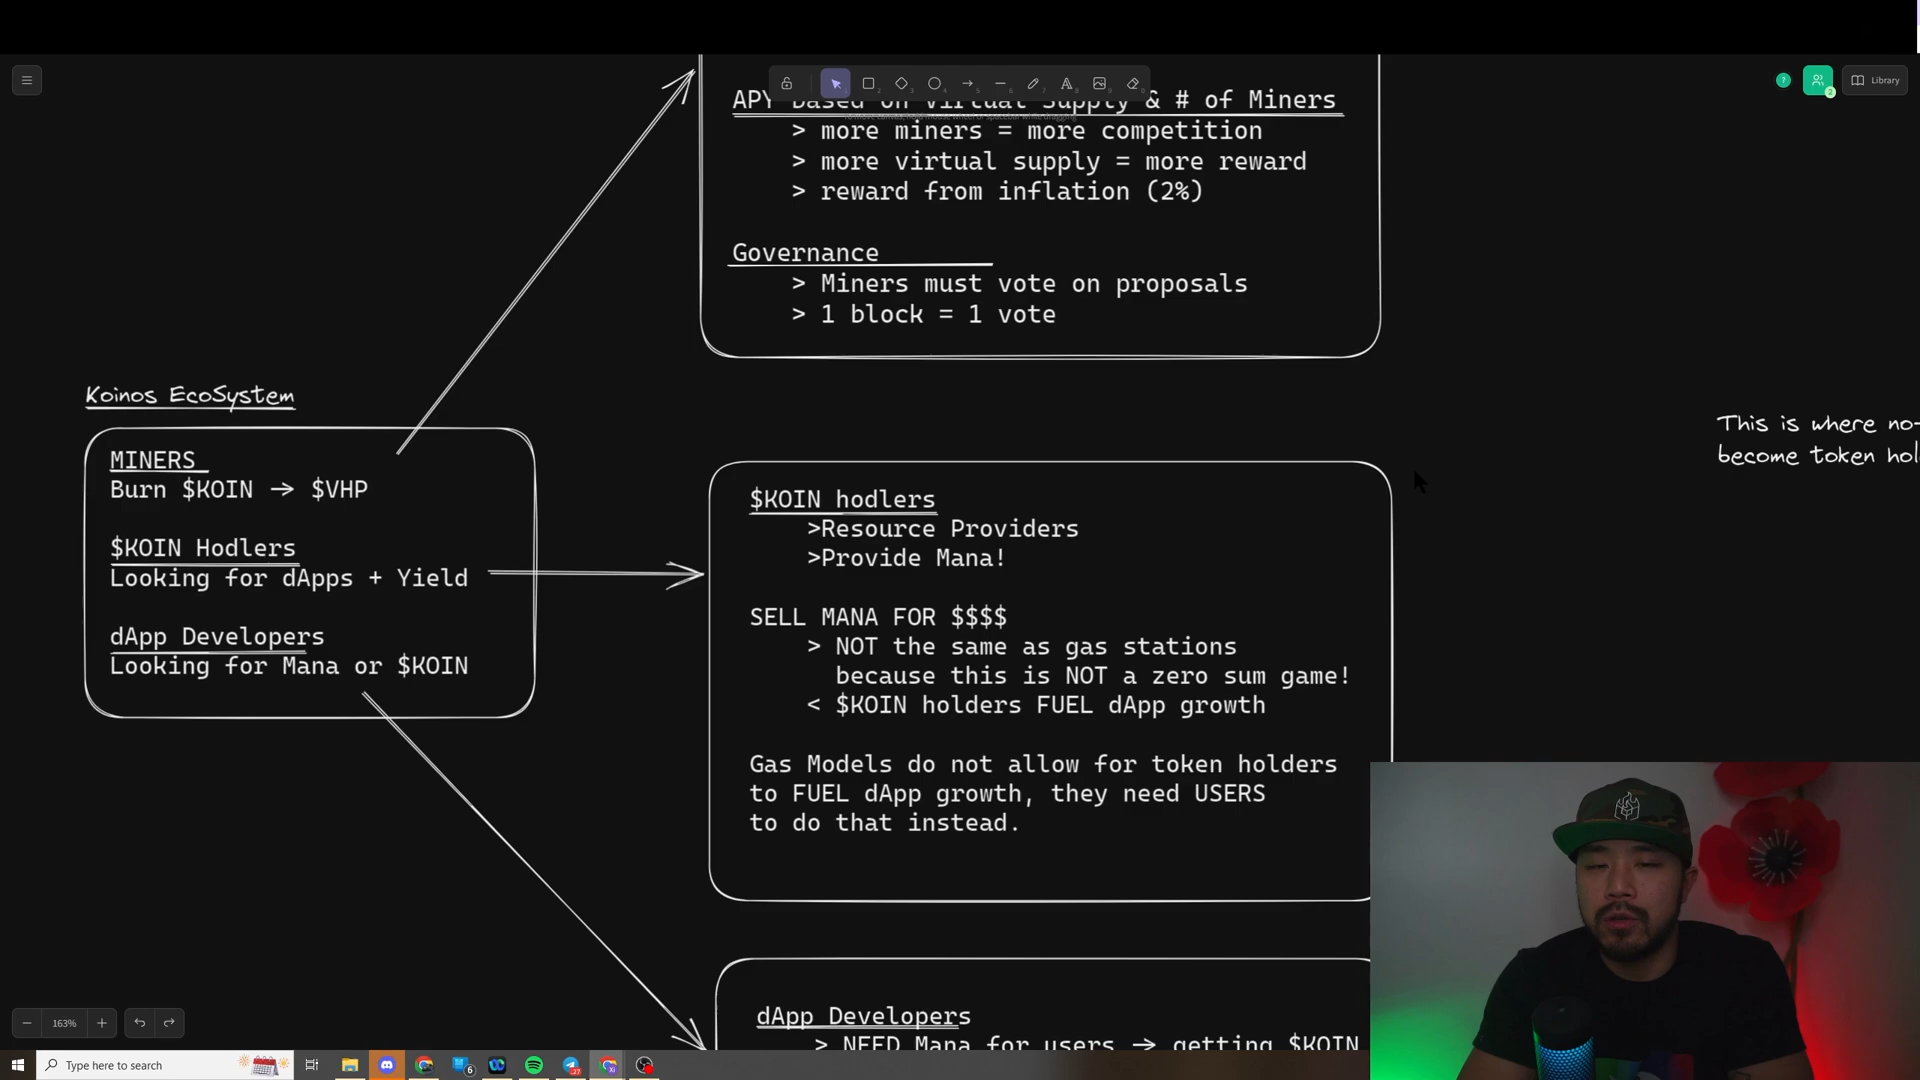 Library
APY based on Virtual Supply & # of Miners
> more miners = more competition
> more virtual supply = more reward
> reward from inflation (2%)
Governance
> Miners must vote on proposals
> 1 block = 1 vote
Koinos EcoSystem
MINERS
Burn $KOIN → $VHP
$KOIN Hodlers
Looking for dApps + Yield
dApp Developers
Looking for Mana or $KOIN
$KOIN hodlers
>Resource Providers
>Provide Mana!
SELL MANA FOR $$$$
> NOT the same as gas stations
because this is NOT a zero sum game!
< $KOIN holders FUEL dApp growth
Gas Models do not allow for token holders
to FUEL dApp growth, they need USERS
to do that instead.
This is where no-
become token hol
dApp Developers
> NEED Mana for users → getting $KOIN
163%
Type here to search